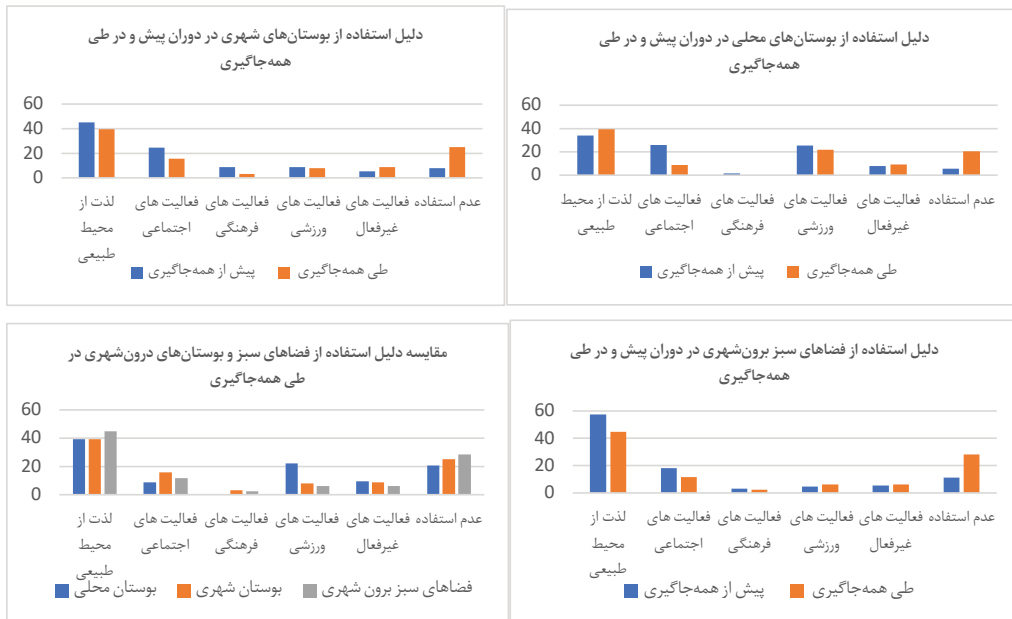 دلیل استفاده از بوستان‌های محلی در دوران پیش و در طی
همه‌جاگیری
60
40
20
0
لذت از محیط
طبیعی
فعالیت های
اجتماعی
فعالیت های
فرهنگی
فعالیت های
ورزشی
فعالیت های
غیرفعال
عدم استفاده
پیش از همه‌جاگیری
طی همه‌جاگیری
دلیل استفاده از بوستان‌های شهری در دوران پیش و در طی
همه‌جاگیری
60
40
20
0
لذت از
محیط
طبیعی
فعالیت های
اجتماعی
فعالیت های
فرهنگی
فعالیت های
ورزشی
فعالیت های
غیرفعال
عدم استفاده
پیش از همه‌جاگیری
طی همه‌جاگیری
دلیل استفاده از فضاهای سبز برون‌شهری در دوران پیش و در طی
همه‌جاگیری
60
40
20
0
لذت از
محیط
طبیعی
فعالیت های
اجتماعی
فعالیت های
فرهنگی
فعالیت های
ورزشی
فعالیت های
غیرفعال
عدم استفاده
پیش از همه‌جاگیری
طی همه‌جاگیری
مقایسه دلیل استفاده از فضاهای سبز و بوستان‌های درون‌شهری در
طی همه‌جاگیری
60
40
20
0
لذت از
محیط
طبیعی
فعالیت های
اجتماعی
فعالیت های
فرهنگی
فعالیت های
ورزشی
فعالیت های
غیرفعال
عدم استفاده
بوستان محلی
بوستان شهری
فضاهای سبز برون شهری